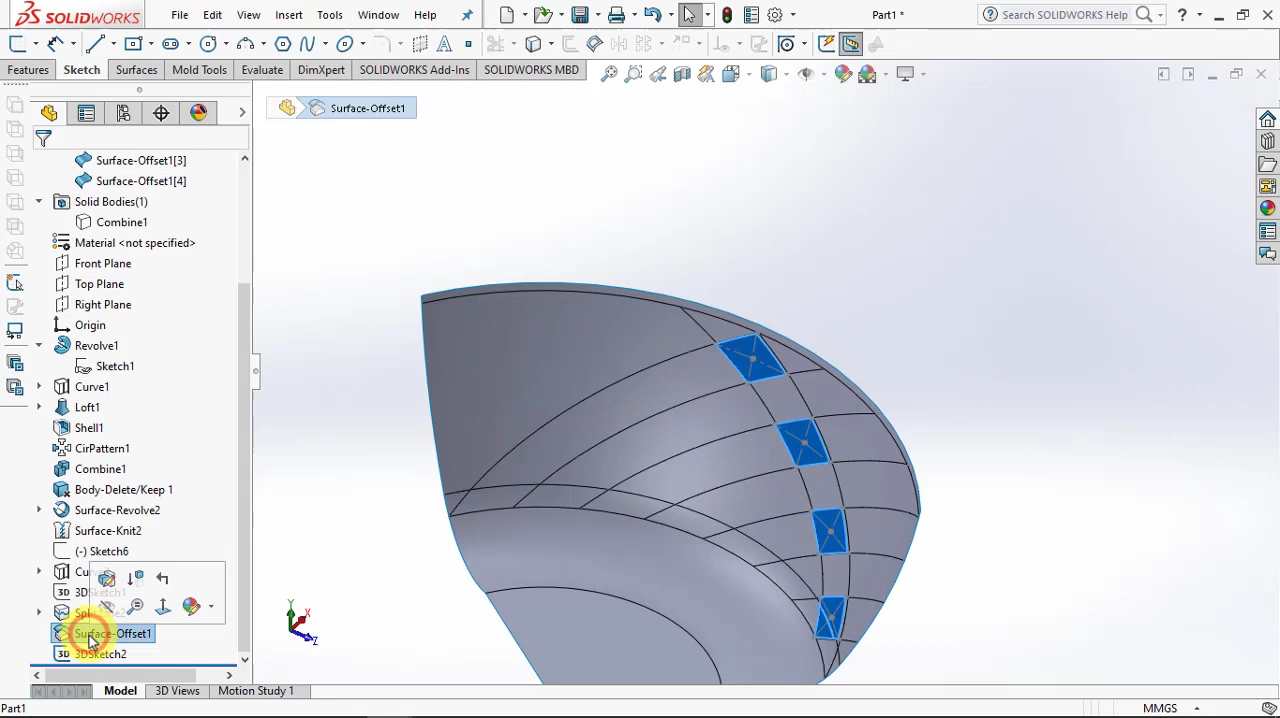 SOLIDWORKS File Edit View Insert Tools Window Help Part1 * Search SOLIDWORKS Help ?
Features Sketch Surfaces Mold Tools Evaluate DimXpert SOLIDWORKS Add-Ins SOLIDWORKS MBD
Surface-Offset1
Surface-Offset1[3]
Surface-Offset1[4]
Solid Bodies(1)
Combine1
Material <not specified>
Front Plane
Top Plane
Right Plane
Origin
Revolve1
Sketch1
Curve1
Loft1
Shell1
CirPattern1
Combine1
Body-Delete/Keep 1
Surface-Revolve2
Surface-Knit2
(-) Sketch6
3D
Surface-Offset1
3D 3DSketch2
Y
X
Z
Model 3D Views Motion Study 1
Part1 MMGS